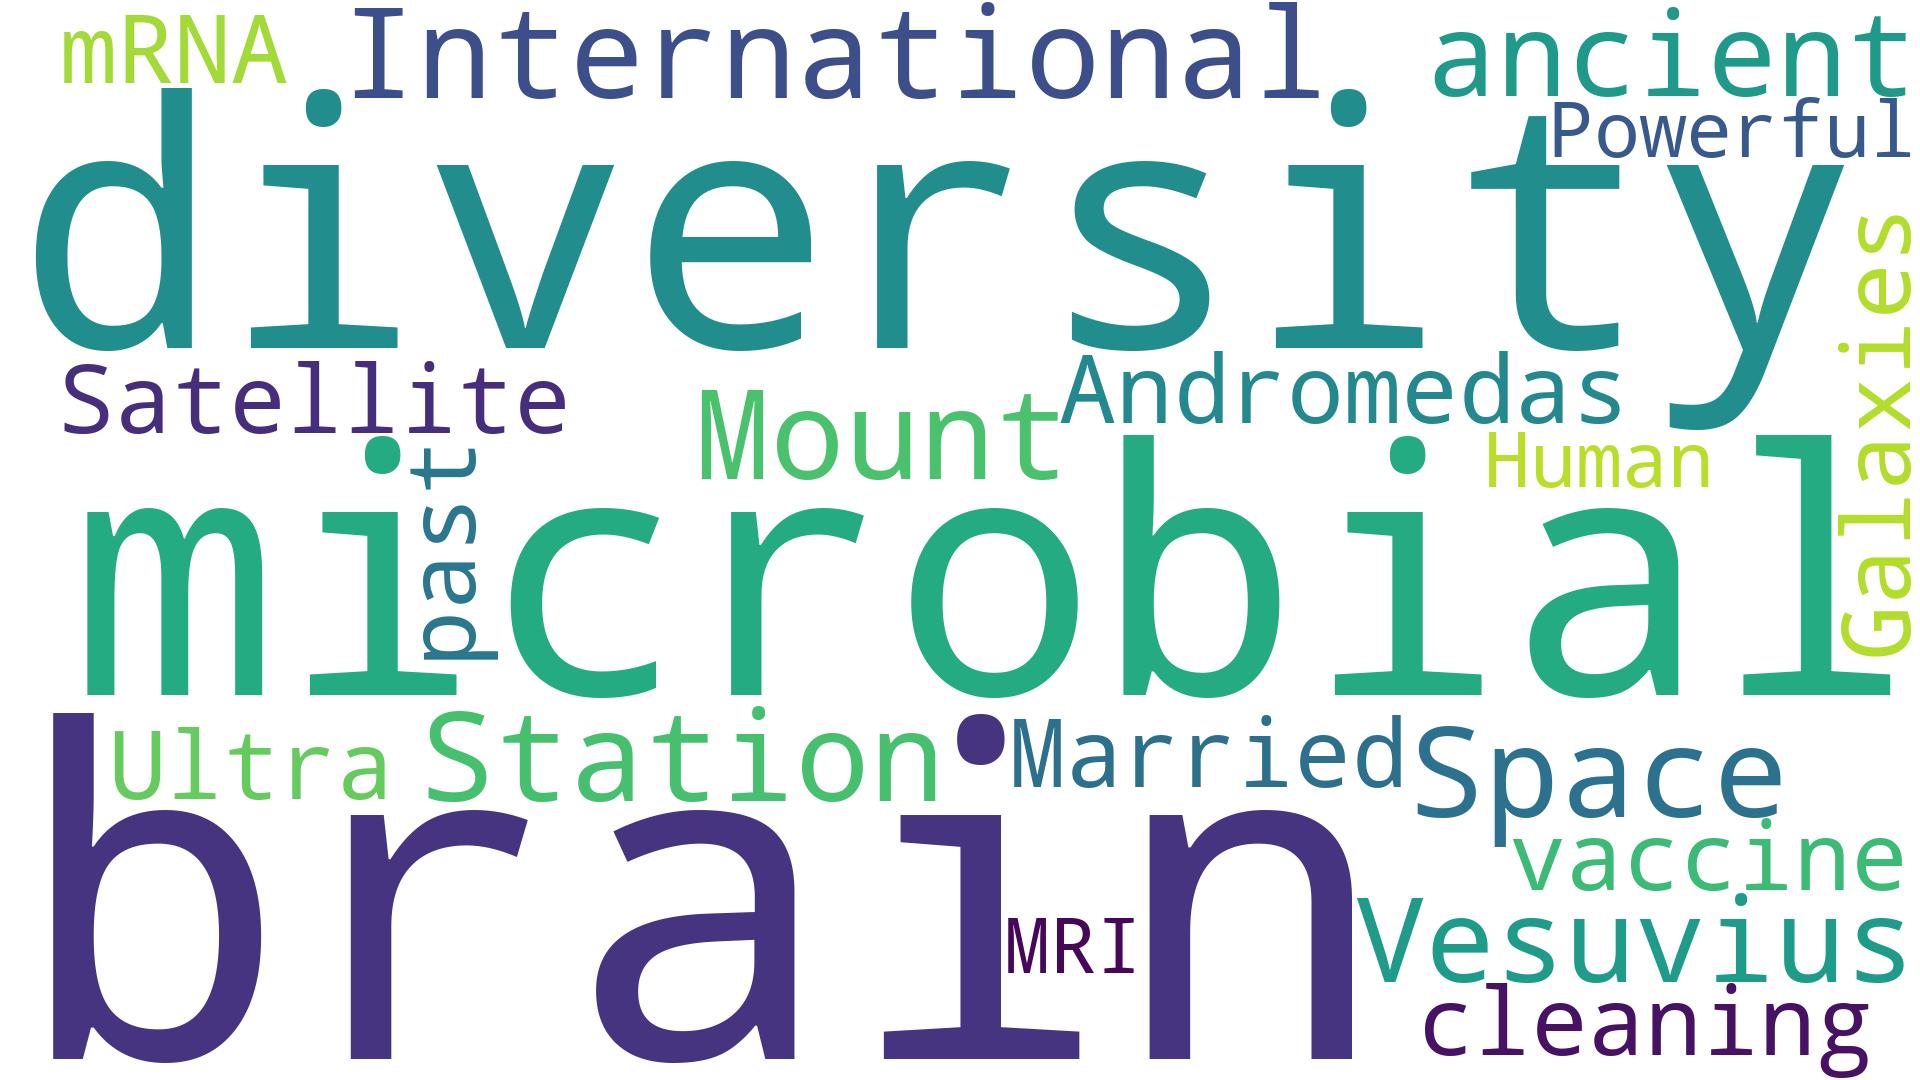 mRNA
International
ancient
Powerful
diversity
Galaxies
Satellite
Mount
Andromedas
Human
past
microbial
Ultra
Station
Married
Space
vaccine
brain
MRI
Vesuvius
cleaning